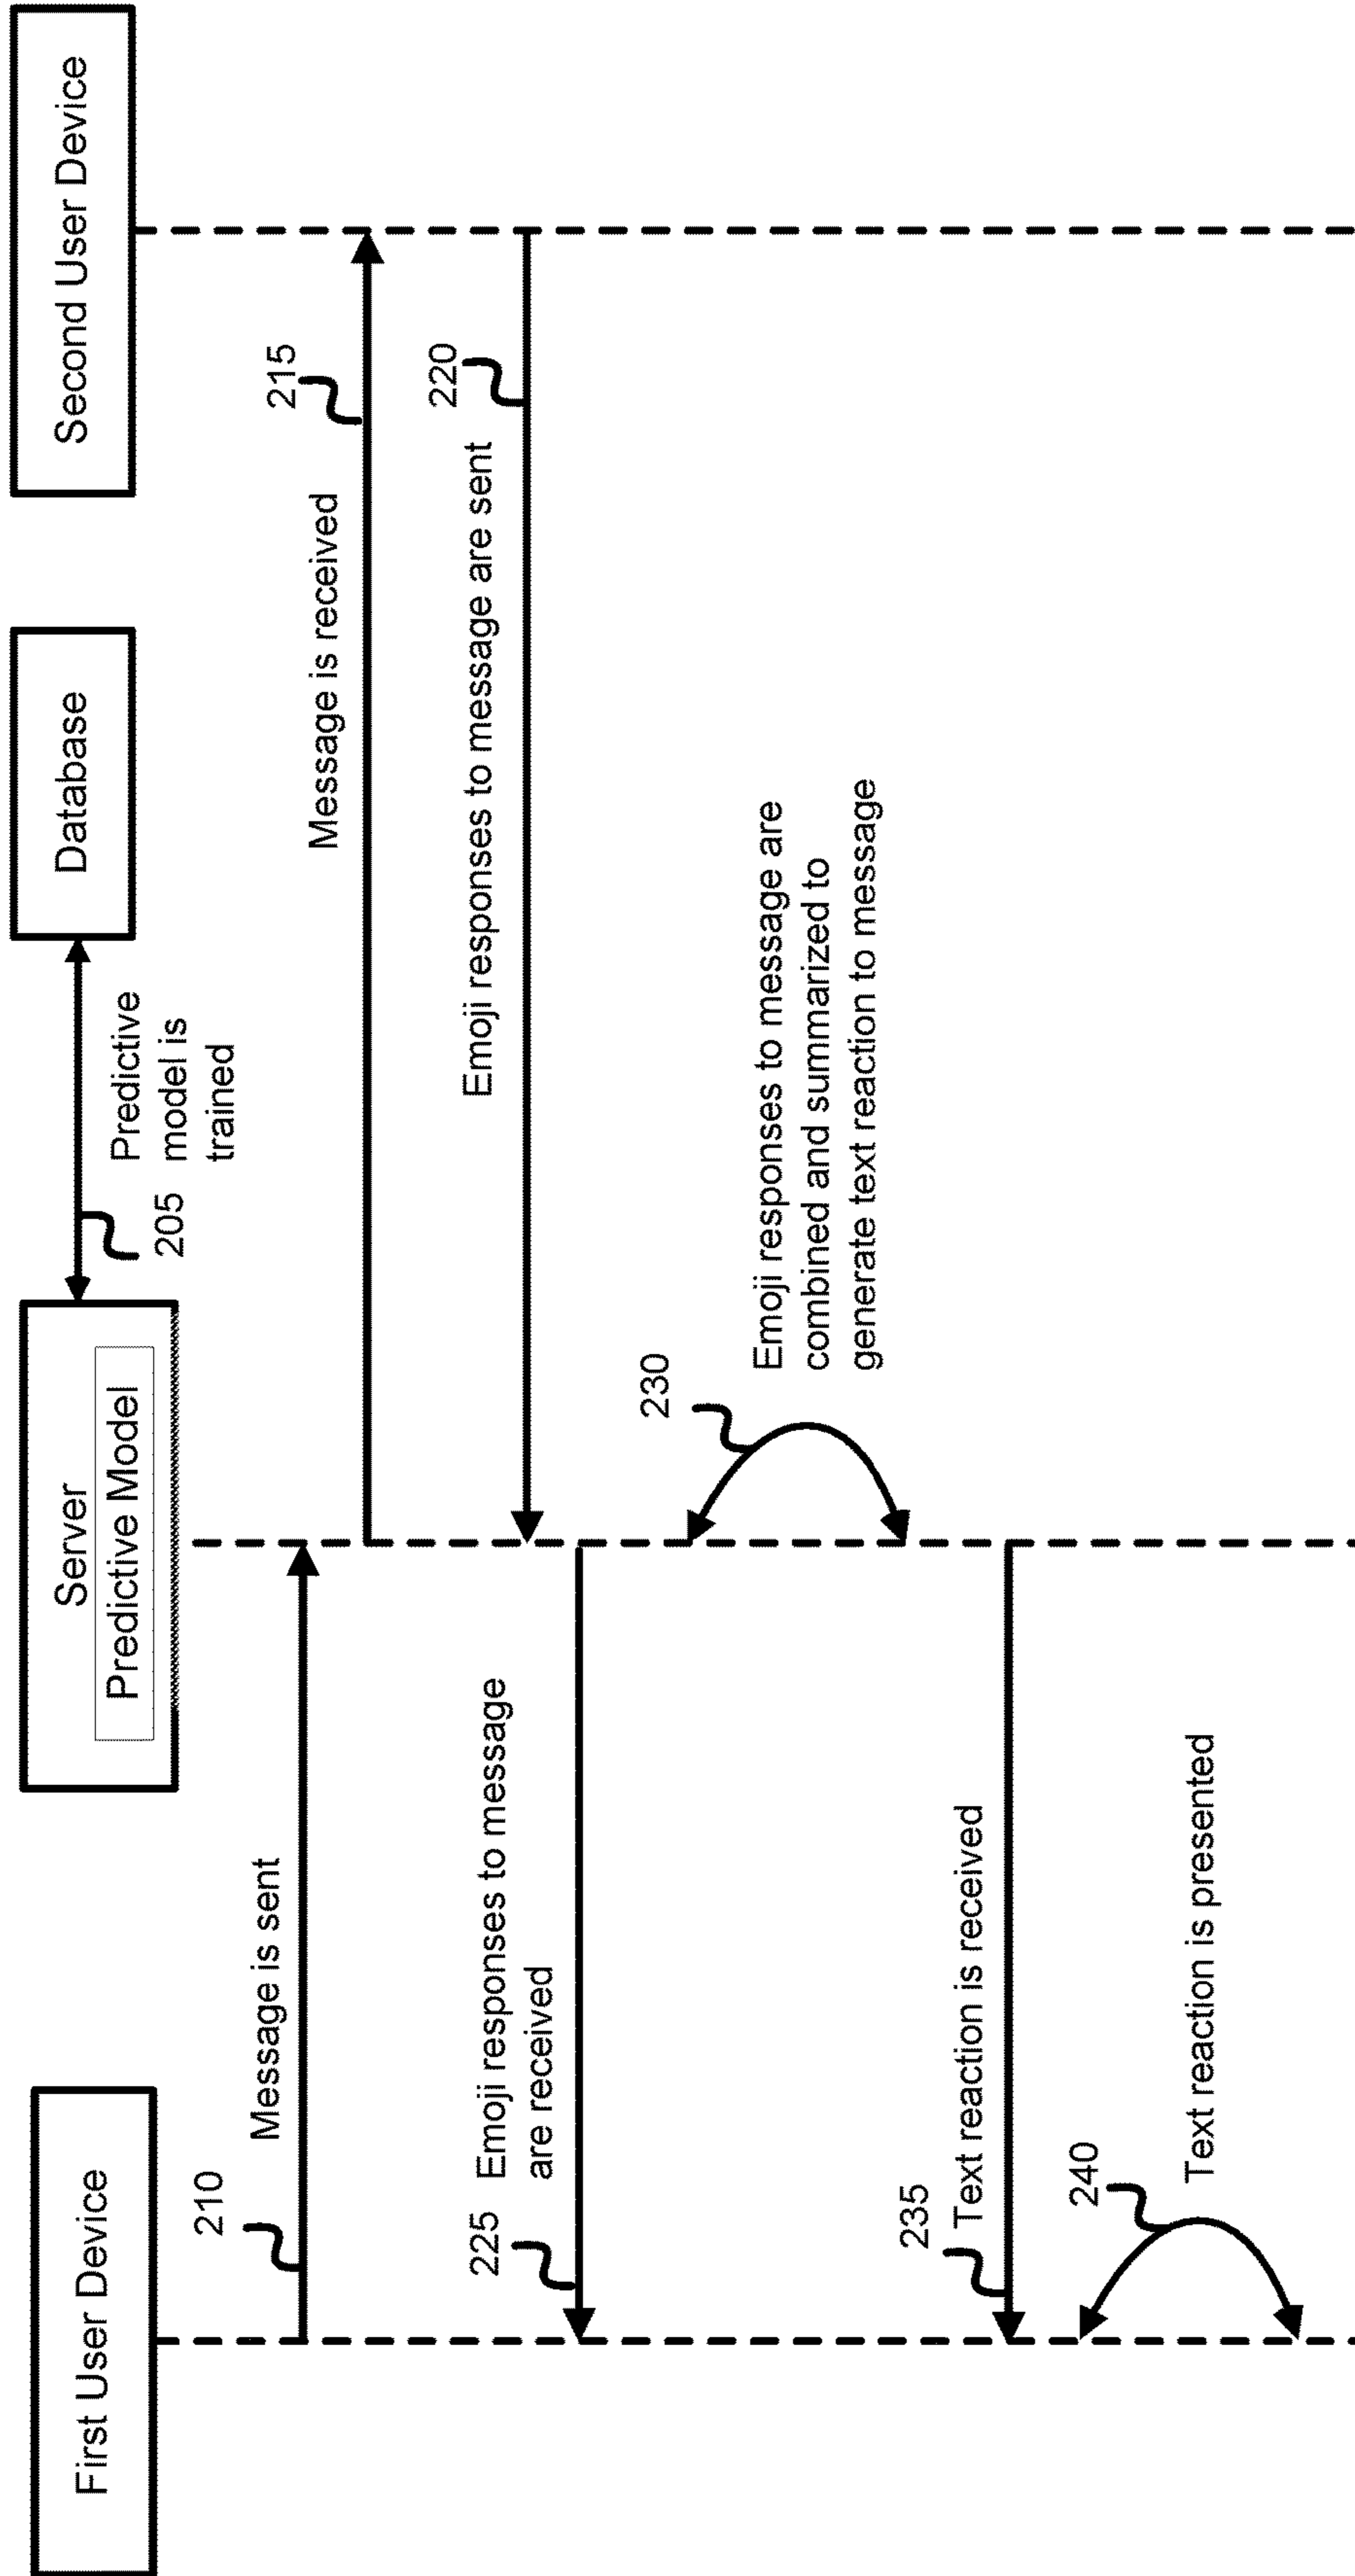 First User Device
Server
Predictive Model
Database
Second User Device
205
Predictive
model is
trained
210
Message is sent
215
Message is received
220
Emoji responses to message are sent
225
Emoji responses to message
are received
230
Emoji responses to message are
combined and summarized to
generate text reaction to message
235
Text reaction is received
240
Text reaction is presented